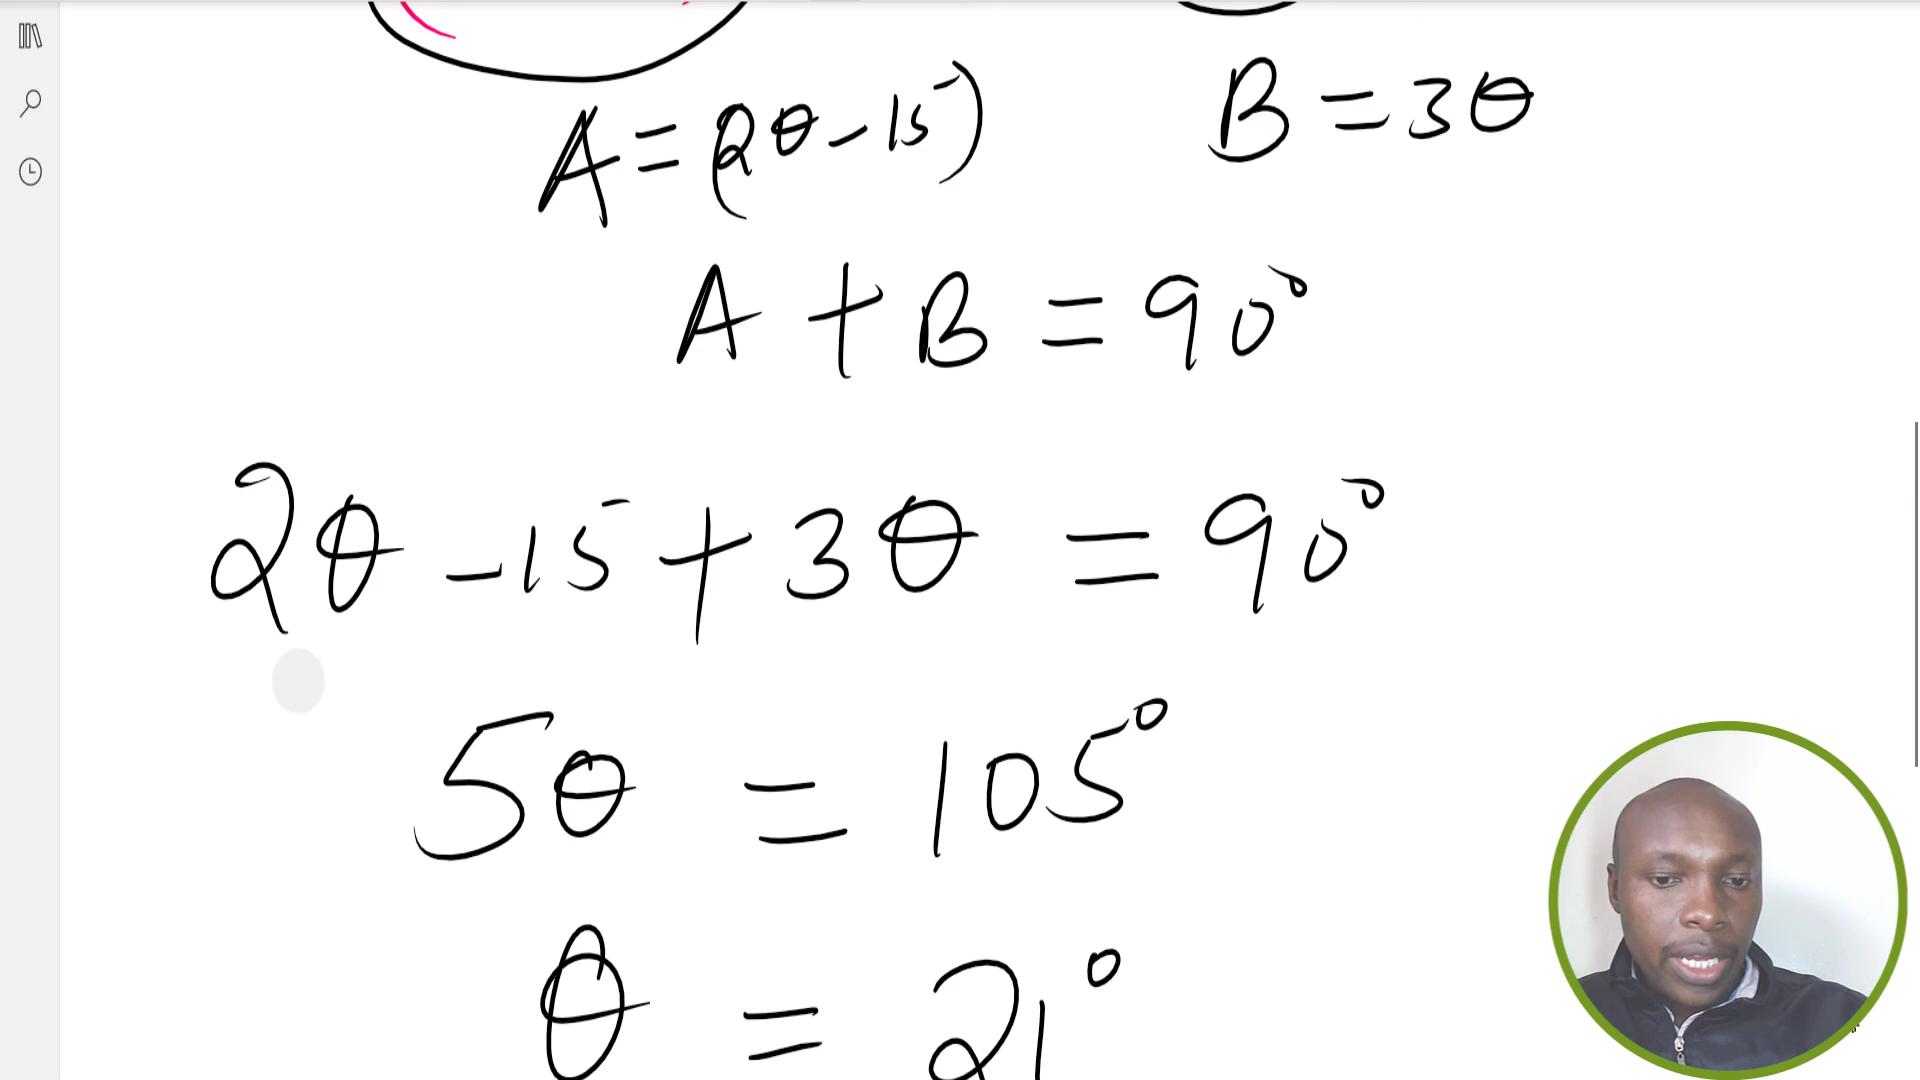 A = (2θ - 15) B = 3θ
A + B = 90°
2θ - 15 + 3θ = 90°
5θ = 105°
θ = 21°